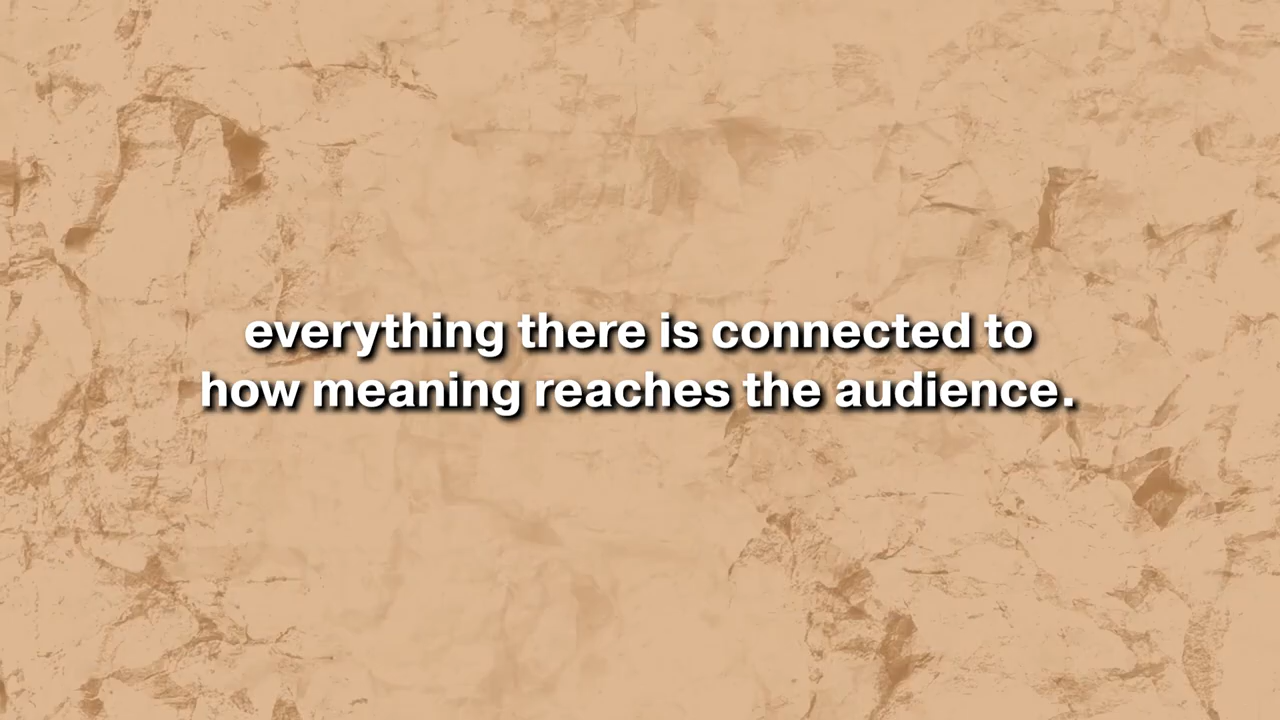 everything there is connected to
how meaning reaches the audience.